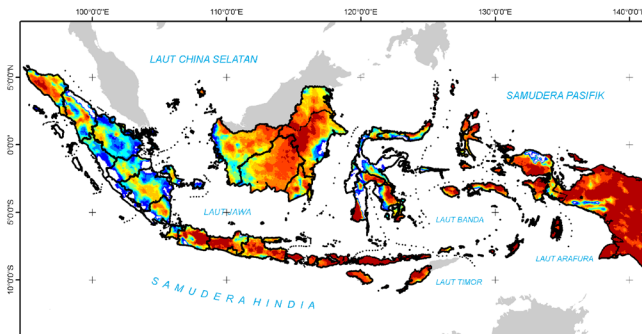 100°0'0"E 110°0'0"E 120°0'0"E 130°0'0"E 140°0'0"
5°0'0"N
0°0'0"
5°0'0"S
10°0'0"S
LAUT CHINA SELATAN
SAMUDERA PASIFIK
LAUT JAWA
LAUT BANDA
LAUT ARAFURA
LAUT TIMOR
SAMUDERA HINDIA